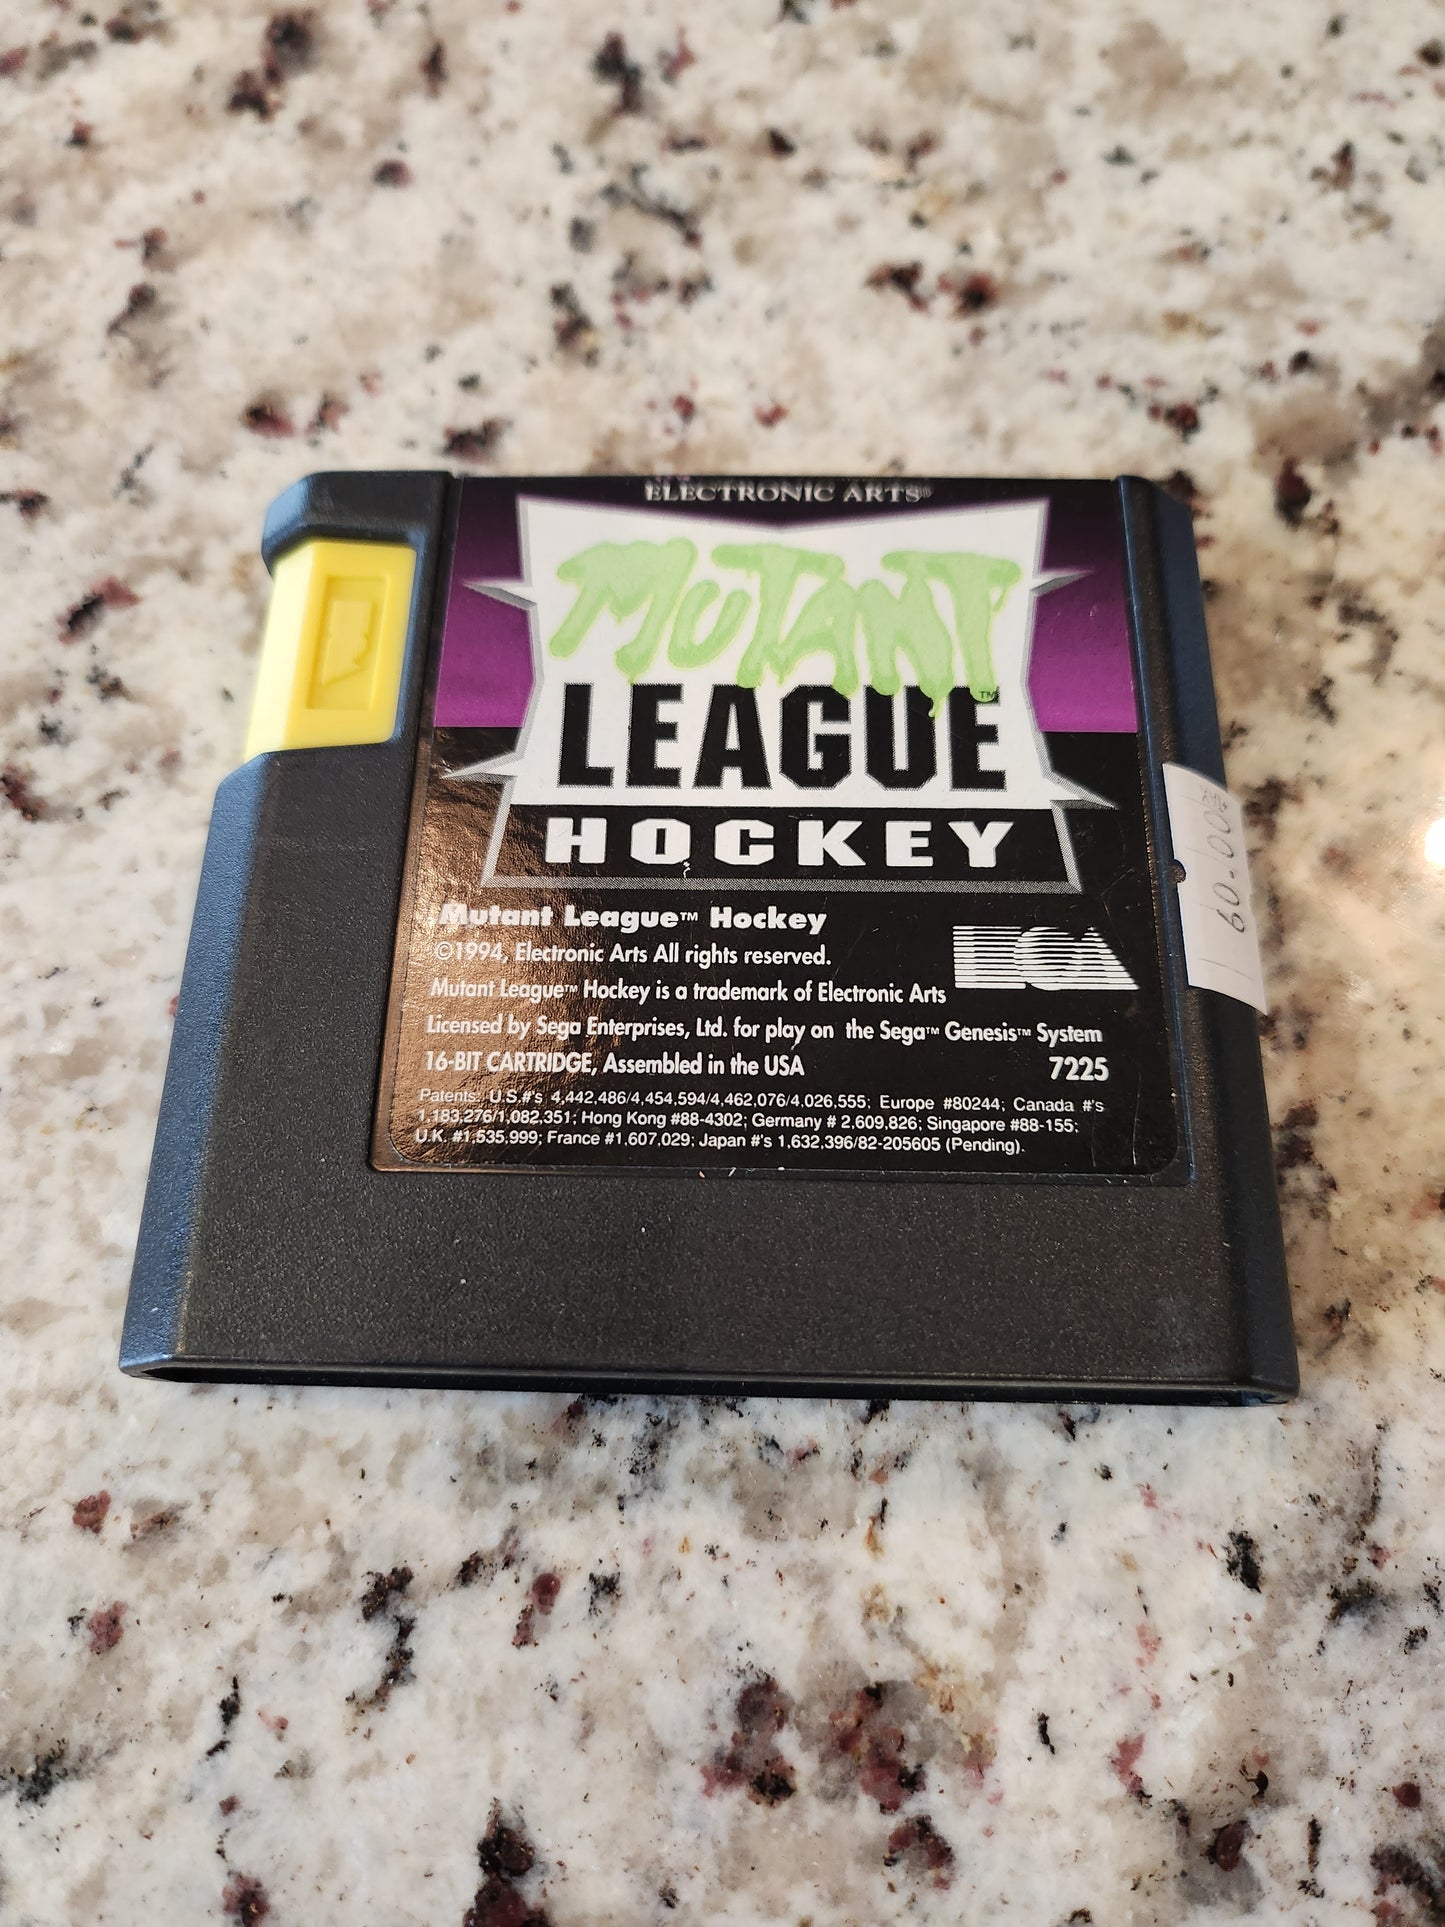 ELECTRONIC ARTS®
MUTANT
LEAGUE™
HOCKEY
Mutant League™ Hockey
©1994, Electronic Arts All rights reserved.
EA
Mutant League™ Hockey is a trademark of Electronic Arts
Licensed by Sega Enterprises, Ltd. for play on the Sega™ Genesis™ System
16-BIT CARTRIDGE, Assembled in the USA
7225
Patents: U.S.#'s 4,442,486/4,454,594/4,462,076/4,026,555; Europe #80244; Canada #'s
1,183,276/1,082,351; Hong Kong #88-4302; Germany # 2,609,826; Singapore #88-155;
U.K. #1,535,999; France #1,607,029; Japan #'s 1,632,396/82-205605 (Pending).